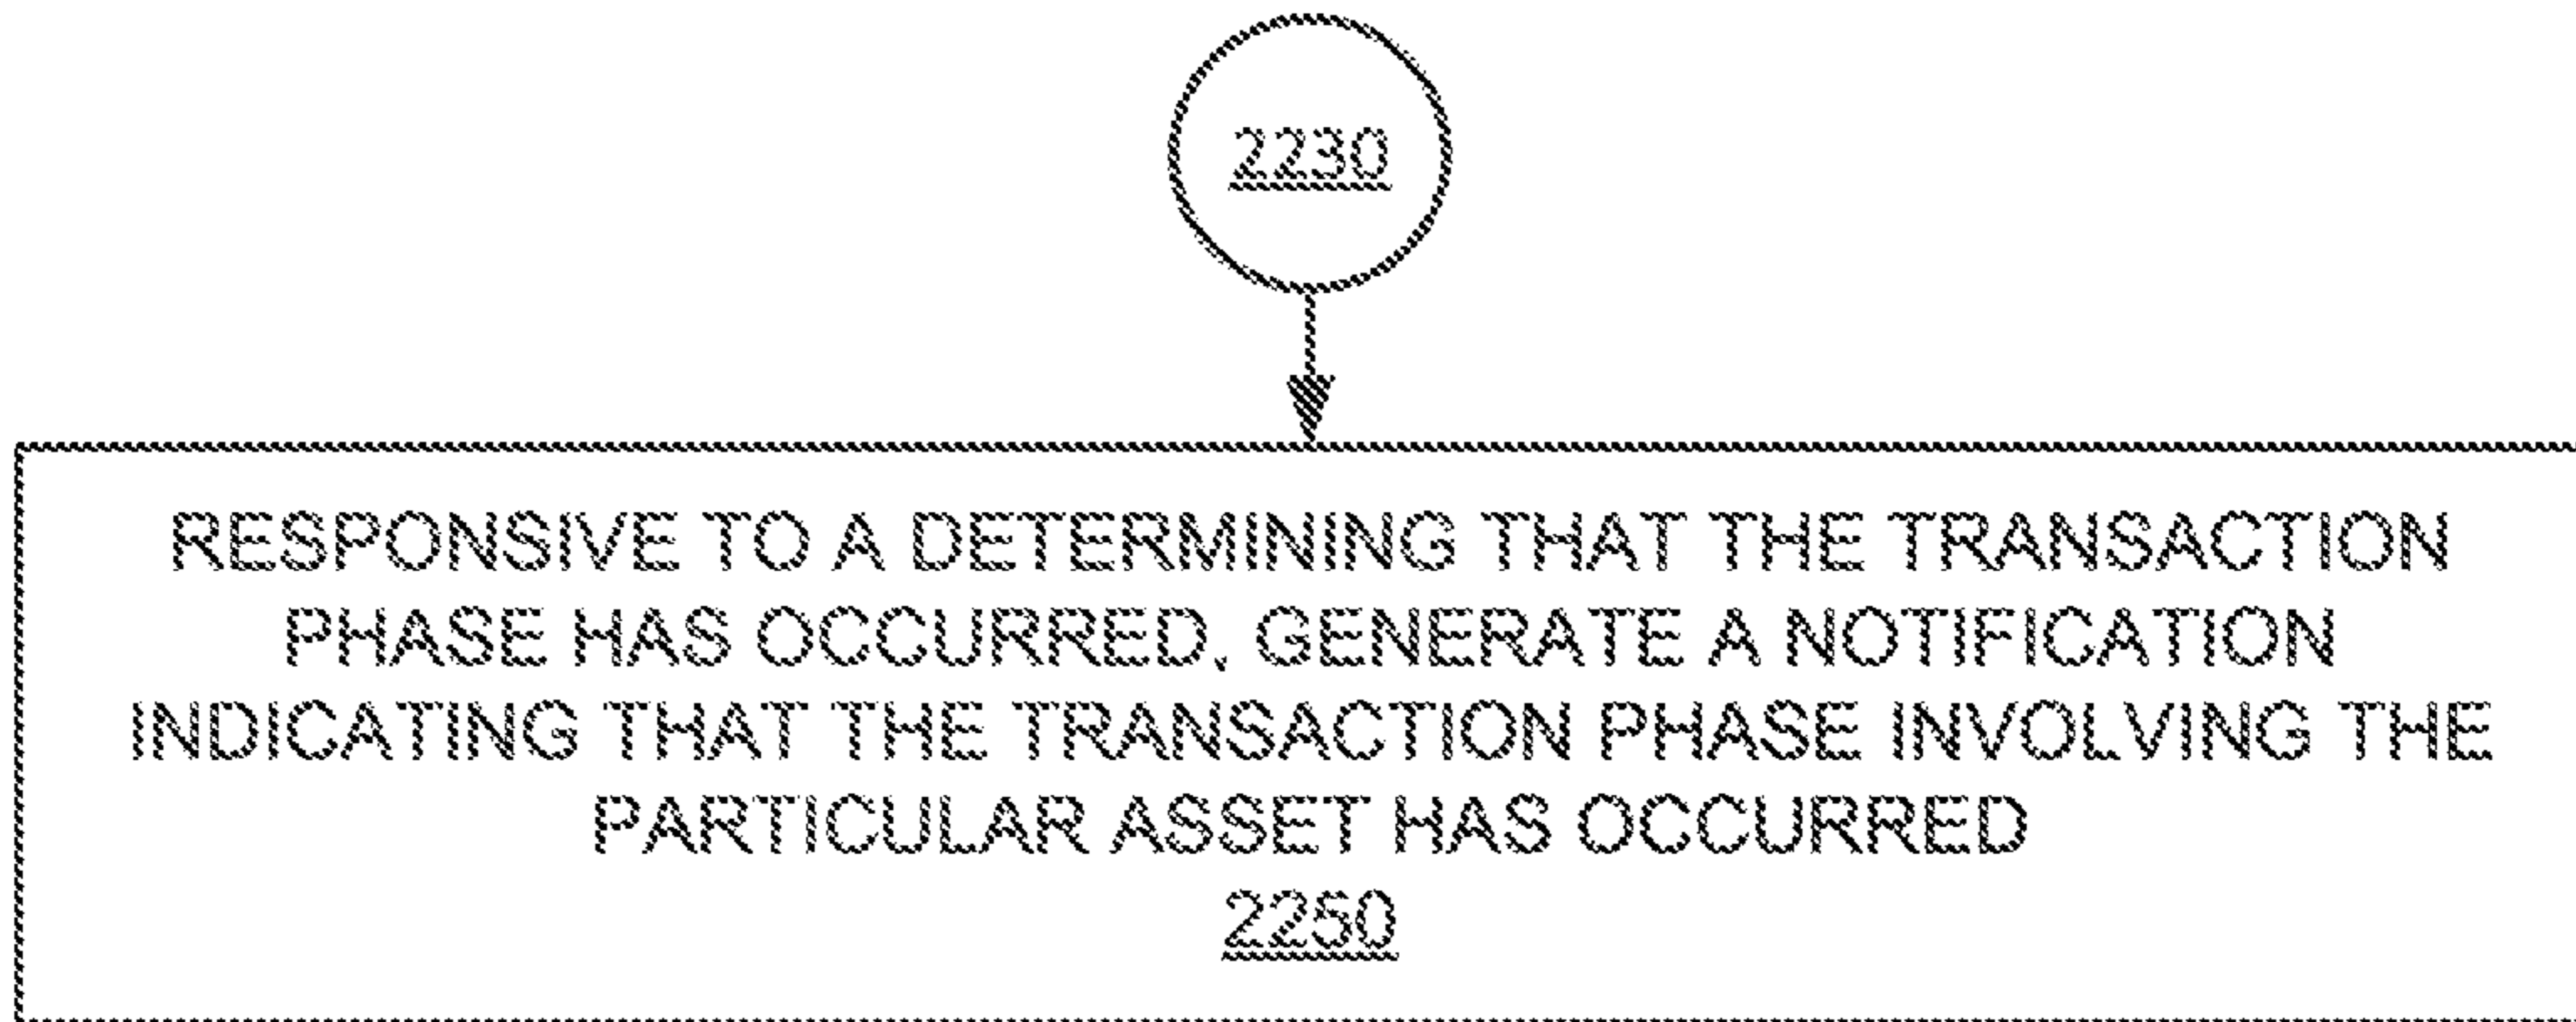 2230
RESPONSIVE TO A DETERMINING THAT THE TRANSACTION
PHASE HAS OCCURRED, GENERATE A NOTIFICATION
INDICATING THAT THE TRANSACTION PHASE INVOLVING THE
PARTICULAR ASSET HAS OCCURRED
2250